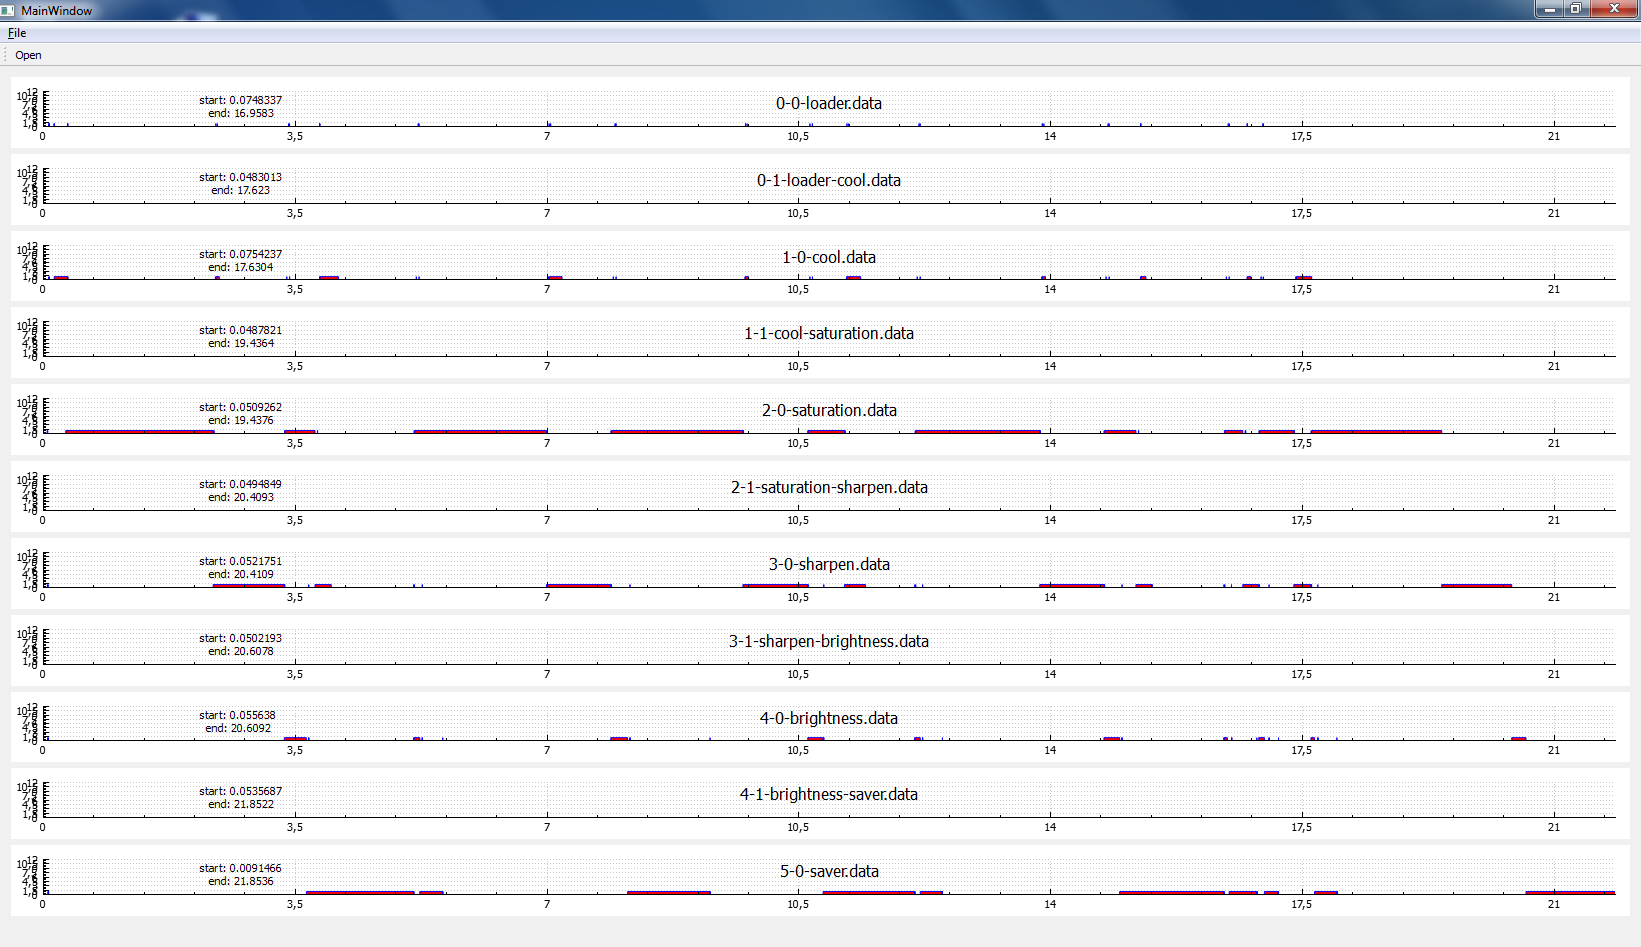 MainWindow
File
Open
start: 0.0748337
end: 16.9583
0-0-loader.data
0 3,5 7 10,5 14 17,5 21
start: 0.0483013
end: 17.623
0-1-loader-cool.data
0 3,5 7 10,5 14 17,5 21
start: 0.0754237
end: 17.6304
1-0-cool.data
0 3,5 7 10,5 14 17,5 21
start: 0.0487821
end: 19.4364
1-1-cool-saturation.data
0 3,5 7 10,5 14 17,5 21
start: 0.0509262
end: 19.4376
2-0-saturation.data
0 3,5 7 10,5 14 17,5 21
start: 0.0494849
end: 20.4093
2-1-saturation-sharpen.data
0 3,5 7 10,5 14 17,5 21
start: 0.0521751
end: 20.4109
3-0-sharpen.data
0 3,5 7 10,5 14 17,5 21
start: 0.0502193
end: 20.6078
3-1-sharpen-brightness.data
0 3,5 7 10,5 14 17,5 21
start: 0.055638
end: 20.6092
4-0-brightness.data
0 3,5 7 10,5 14 17,5 21
start: 0.0535687
end: 21.8522
4-1-brightness-saver.data
0 3,5 7 10,5 14 17,5 21
start: 0.0091466
end: 21.8536
5-0-saver.data
0 3,5 7 10,5 14 17,5 21